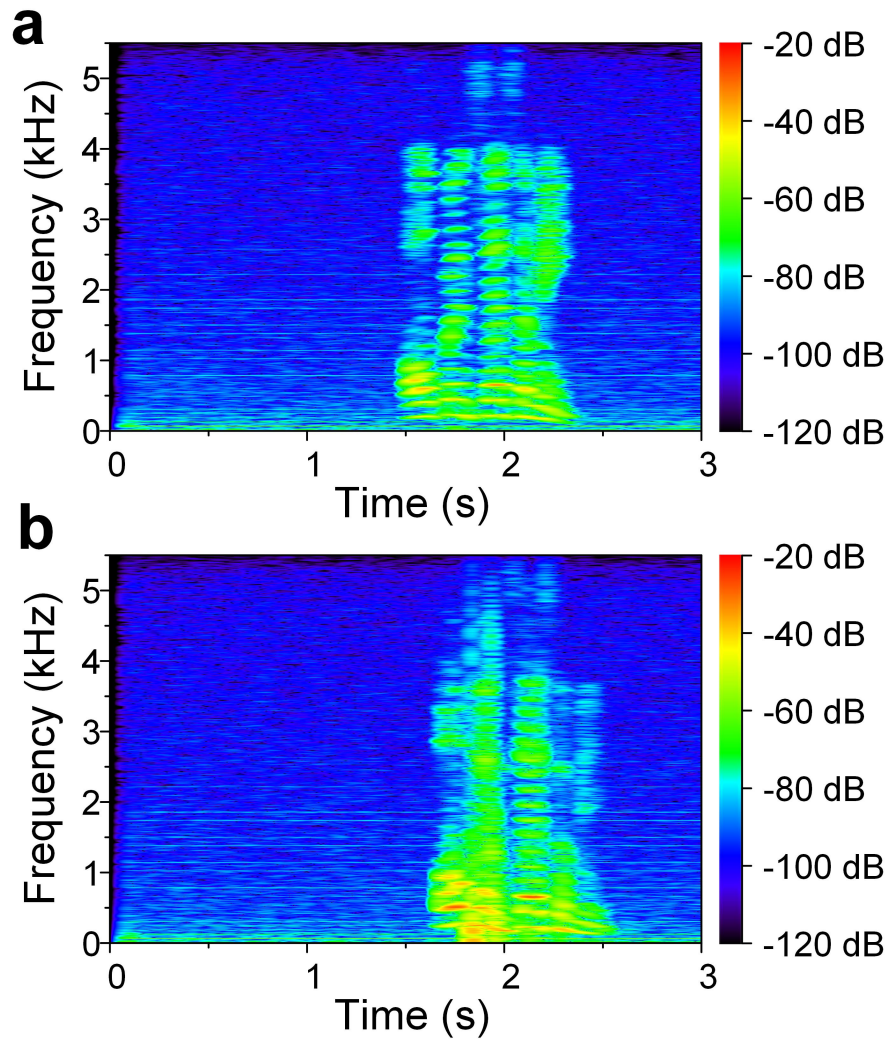 a
Frequency (kHz)
5
4
3
2
1
0
0 1 2 3
Time (s)
-20 dB
-40 dB
-60 dB
-80 dB
-100 dB
-120 dB
b
Frequency (kHz)
5
4
3
2
1
0
0 1 2 3
Time (s)
-20 dB
-40 dB
-60 dB
-80 dB
-100 dB
-120 dB